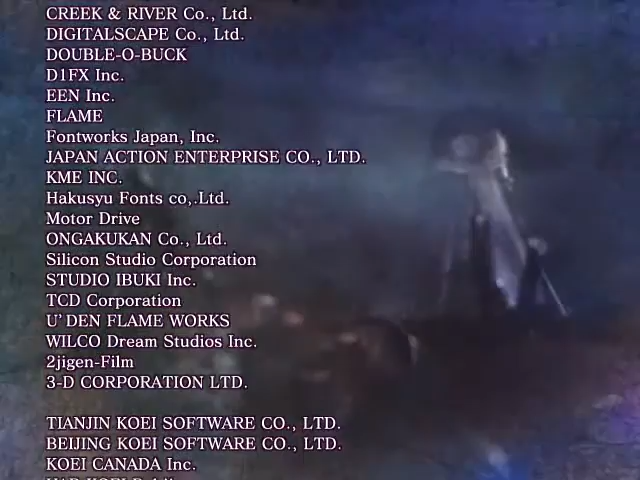 CREEK & RIVER Co., Ltd.
DIGITALSCAPE Co., Ltd.
DOUBLE-O-BUCK
D1FX Inc.
EEN Inc.
FLAME
Fontworks Japan, Inc.
JAPAN ACTION ENTERPRISE CO., LTD.
KME INC.
Hakusyu Fonts co,.Ltd.
Motor Drive
ONGAKUKAN Co., Ltd.
Silicon Studio Corporation
STUDIO IBUKI Inc.
TCD Corporation
U'DEN FLAME WORKS
WILCO Dream Studios Inc.
2jigen-Film
3-D CORPORATION LTD.
TIANJIN KOEI SOFTWARE CO., LTD.
BEIJING KOEI SOFTWARE CO., LTD.
KOEI CANADA Inc.